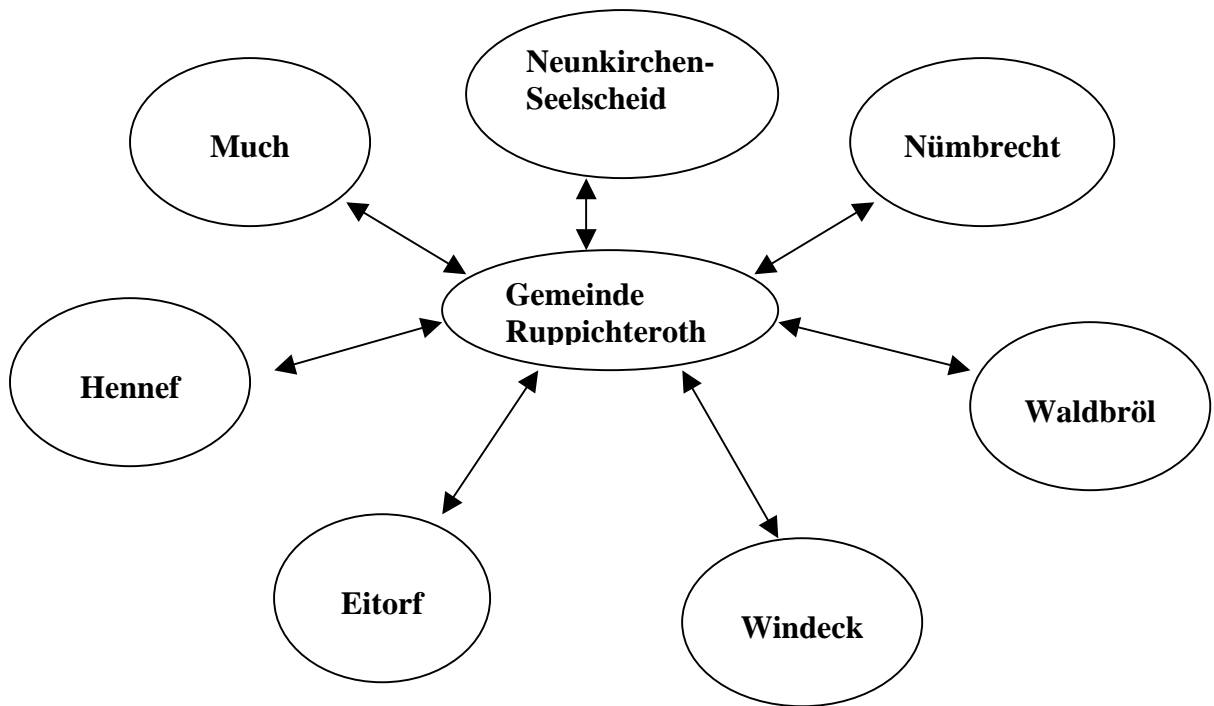 Neunkirchen-
Seelscheid
Much
Nümbrecht
Gemeinde
Ruppichteroth
Hennef
Waldbröl
Eitorf
Windeck